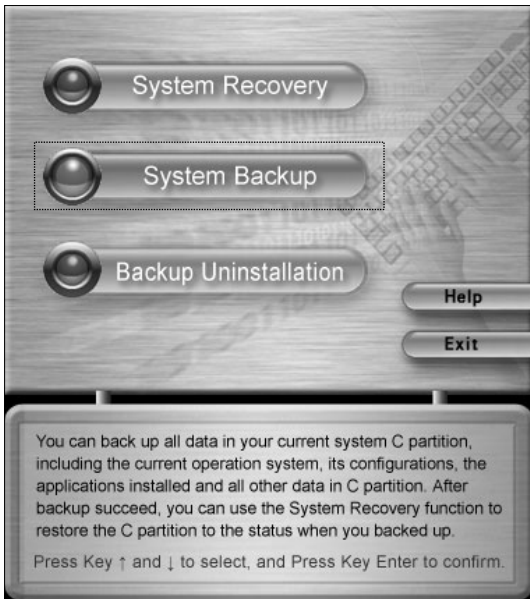 System Recovery
System Backup
Backup Uninstallation
Help
Exit
You can back up all data in your current system C partition,
including the current operation system, its configurations, the
applications installed and all other data in C partition. After
backup succeed, you can use the System Recovery function to
restore the C partition to the status when you backed up.
Press Key ↑ and ↓ to select, and Press Key Enter to confirm.